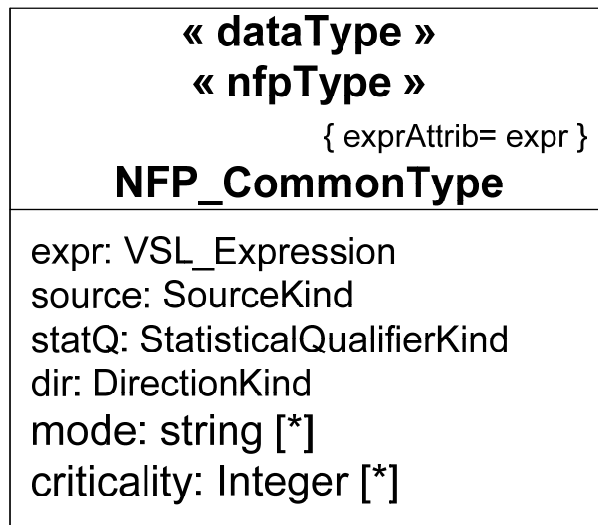 « dataType »
« nfpType »
{ exprAttrib= expr }
NFP_CommonType
expr: VSL_Expression
source: SourceKind
statQ: StatisticalQualifierKind
dir: DirectionKind
mode: string [*]
criticality: Integer [*]